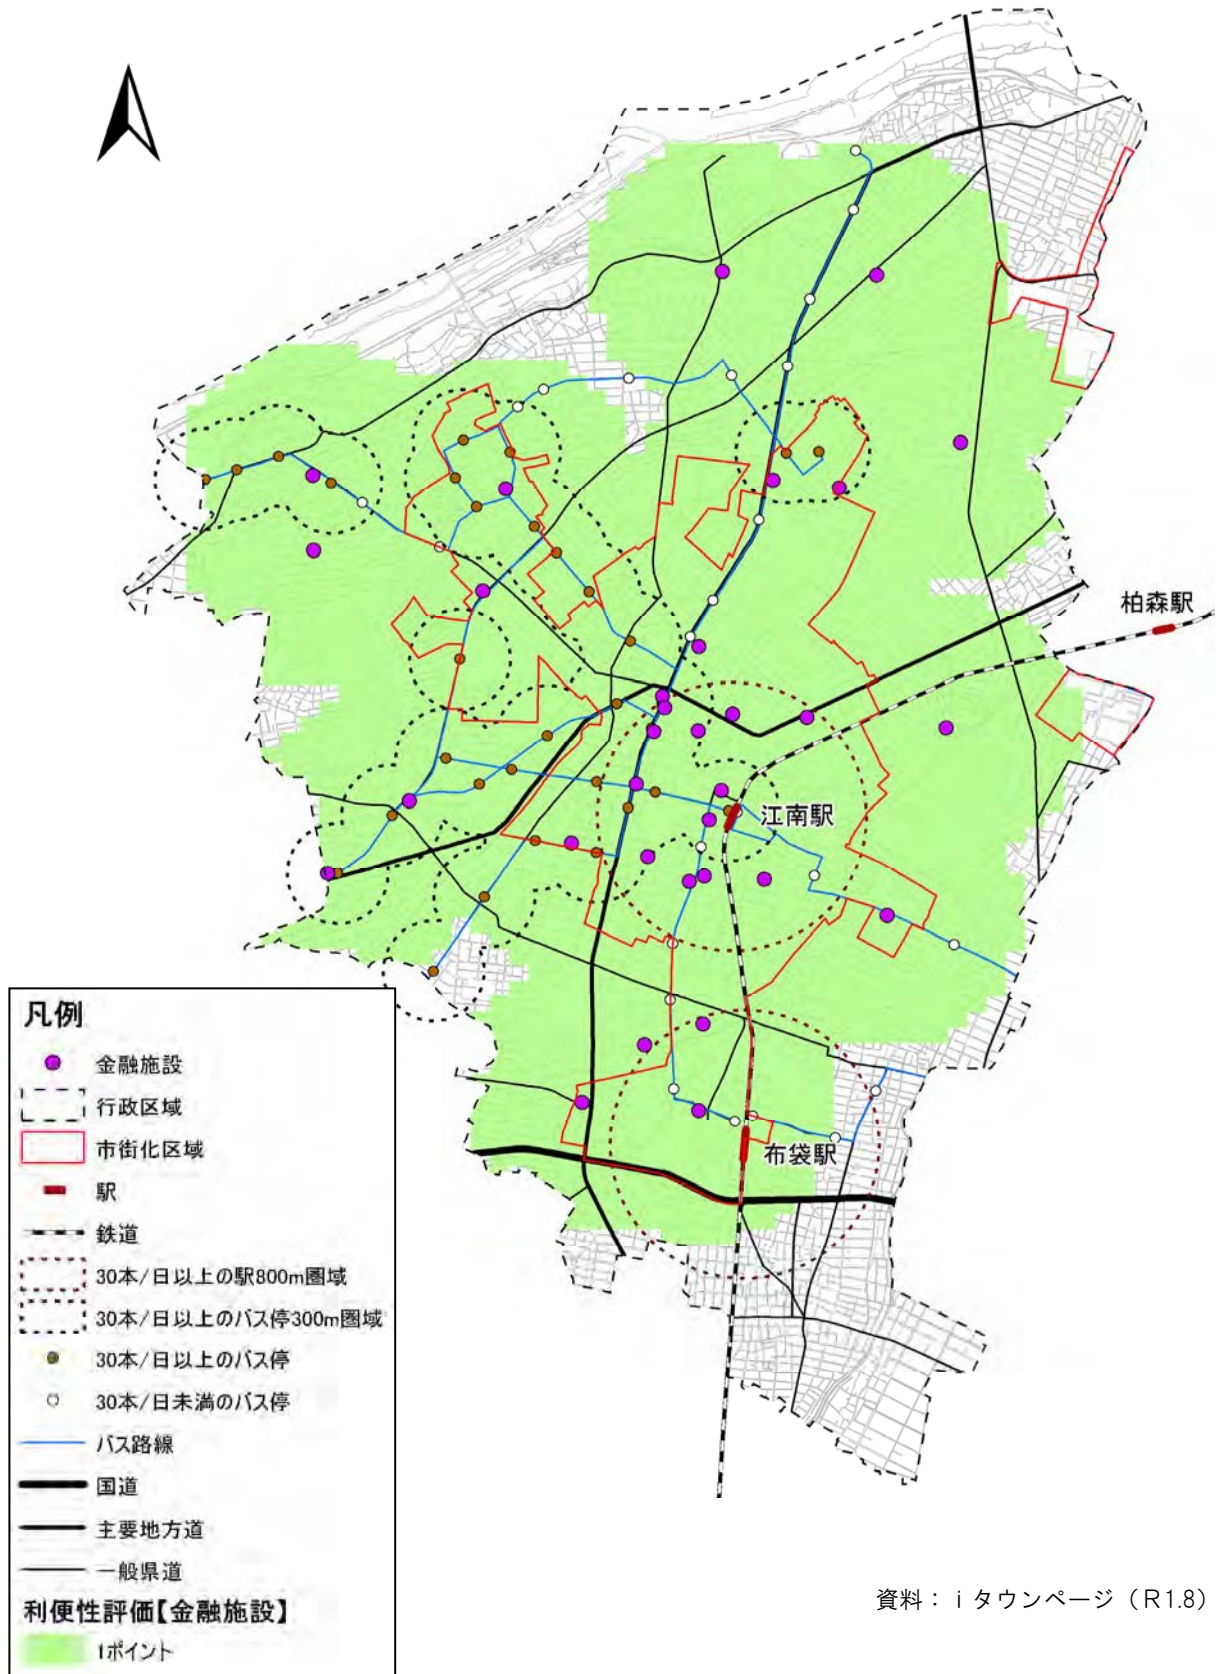 柏森駅
江南駅
布袋駅
凡例
金融施設
行政区域
市街化区域
駅
鉄道
30本/日以上の駅800m圏域
30本/日以上のバス停300m圏域
30本/日以上のバス停
30本/日未満のバス停
バス路線
国道
主要地方道
一般県道
利便性評価【金融施設】
1ポイント
資料：ｉタウンページ（R1.8）